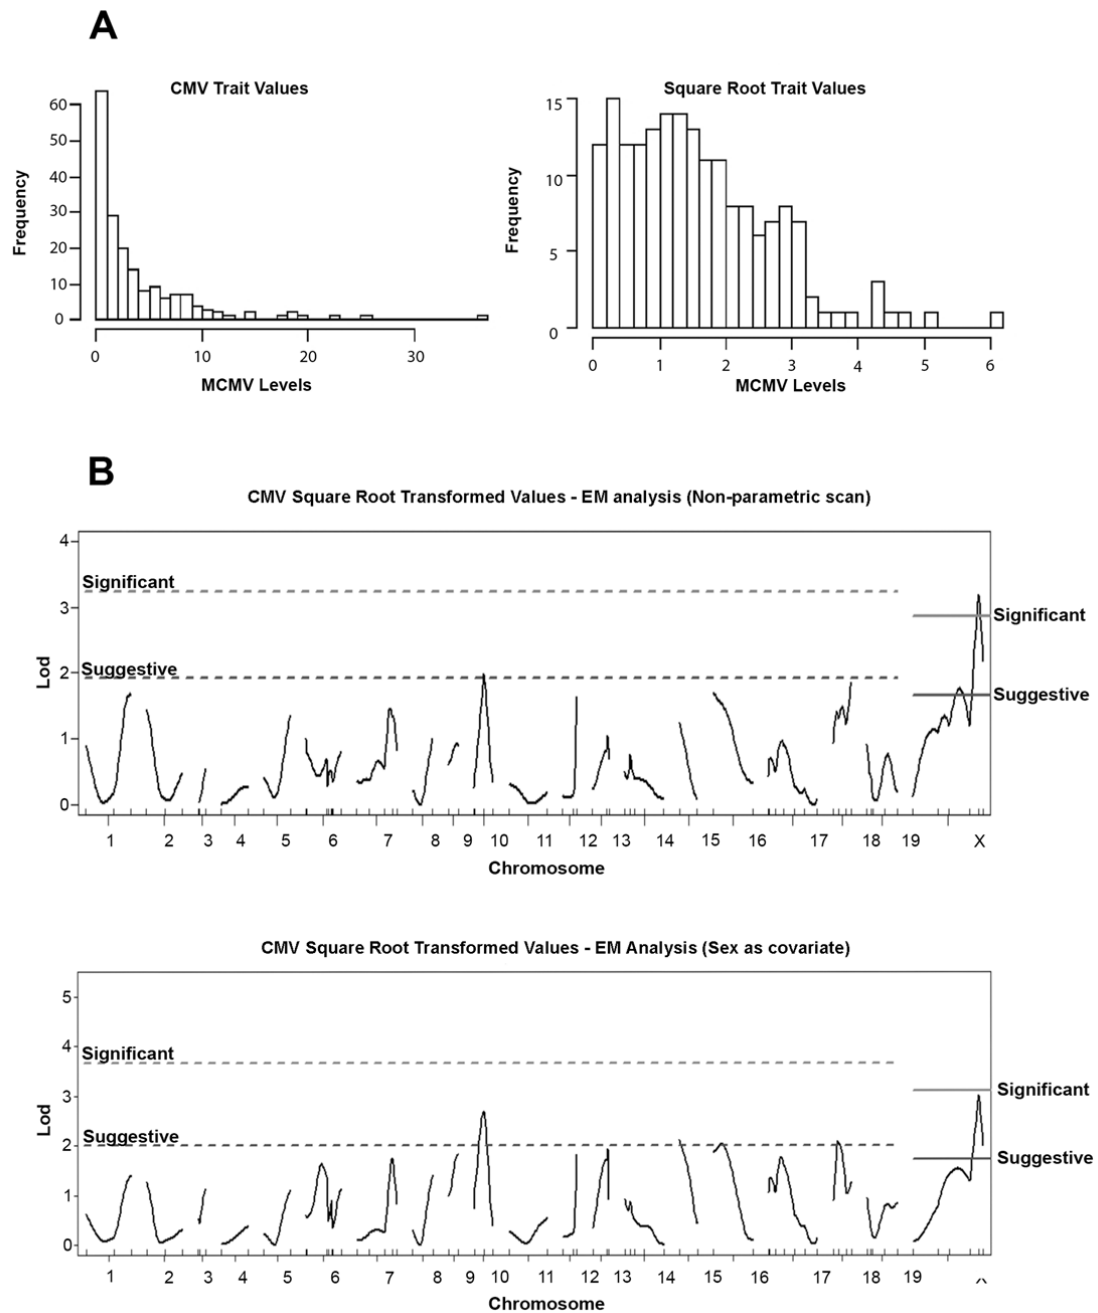 A
CMV Trait Values
Frequency
60
50
40
30
20
10
0
0 10 20 30
MCMV Levels
Square Root Trait Values
Frequency
15
10
5
0
0 1 2 3 4 5 6
MCMV Levels
B
CMV Square Root Transformed Values - EM analysis (Non-parametric scan)
Lod
4
3
2
1
0
Significant
Suggestive
Significant
Suggestive
1 2 3 4 5 6 7 8 9 10 11 12 13 14 15 16 17 18 19 X
Chromosome
CMV Square Root Transformed Values - EM Analysis (Sex as covariate)
Lod
5
4
3
2
1
0
Significant
Suggestive
Significant
Suggestive
1 2 3 4 5 6 7 8 9 10 11 12 13 14 15 16 17 18 19
Chromosome